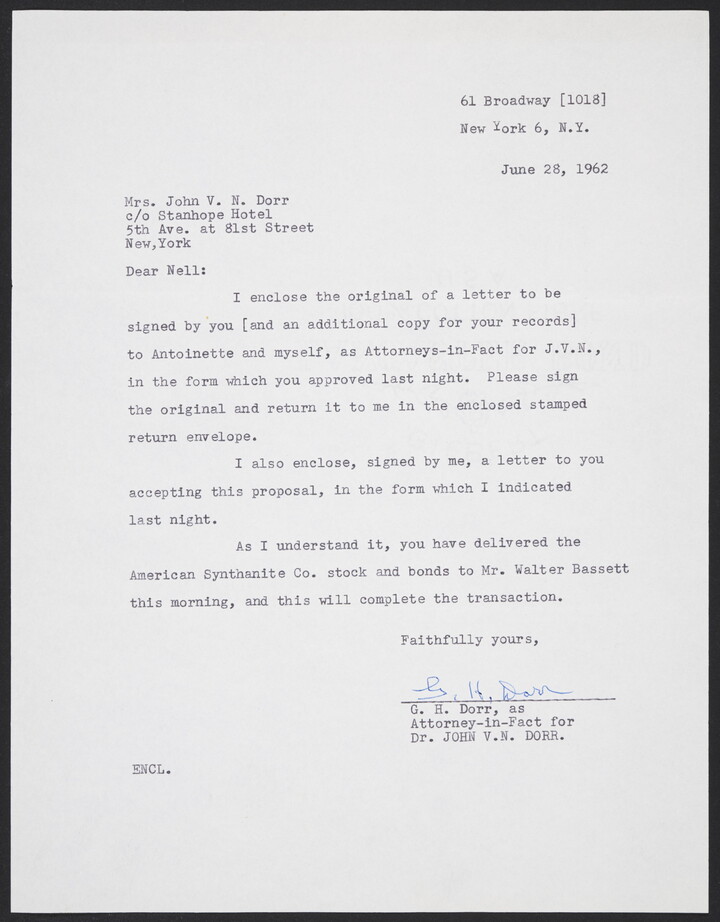 61 Broadway [1018]
New York 6, N.Y.
June 28, 1962
Mrs. John V. N. Dorr
c/o Stanhope Hotel
5th Ave. at 81st Street
New,York
Dear Nell:
I enclose the original of a letter to be
signed by you [and an additional copy for your records]
to Antoinette and myself, as Attorneys-in-Fact for J.V.N.,
in the form which you approved last night. Please sign
the original and return it to me in the enclosed stamped
return envelope.
I also enclose, signed by me, a letter to you
accepting this proposal, in the form which I indicated
last night.
As I understand it, you have delivered the
American Synthanite Co. stock and bonds to Mr. Walter Bassett
this morning, and this will complete the transaction.
Faithfully yours,
G. H. Dorr
G. H. Dorr, as
Attorney-in-Fact for
Dr. JOHN V.N. DORR.
ENCL.